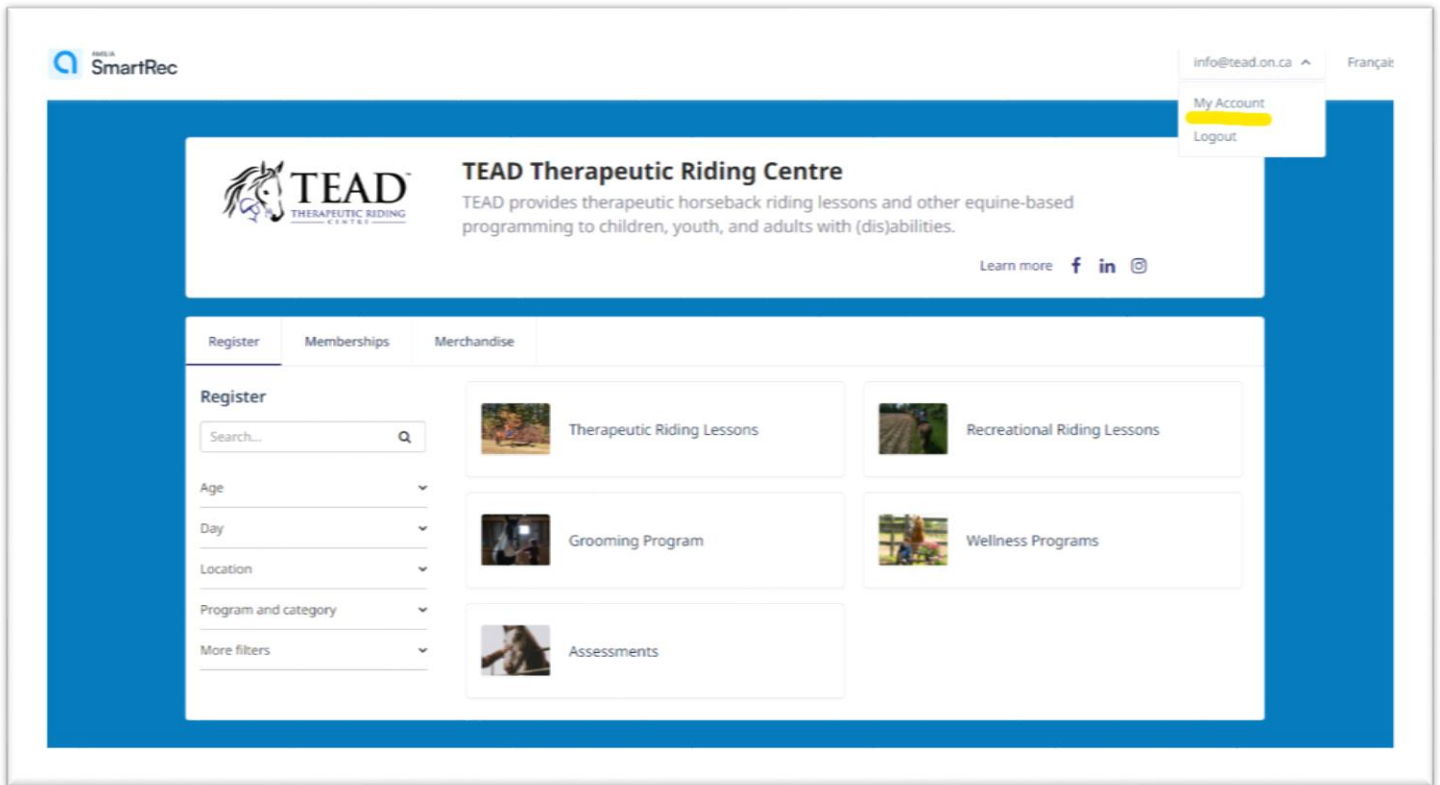 AMILIA
SmartRec
info@tead.on.ca
Français
My Account
Logout
TEAD™
THERAPEUTIC RIDING
CENTRE
TEAD Therapeutic Riding Centre
TEAD provides therapeutic horseback riding lessons and other equine-based
programming to children, youth, and adults with (dis)abilities.
Learn more
Register
Memberships
Merchandise
Register
Search...
Age
Day
Location
Program and category
More filters
Therapeutic Riding Lessons
Recreational Riding Lessons
Grooming Program
Wellness Programs
Assessments